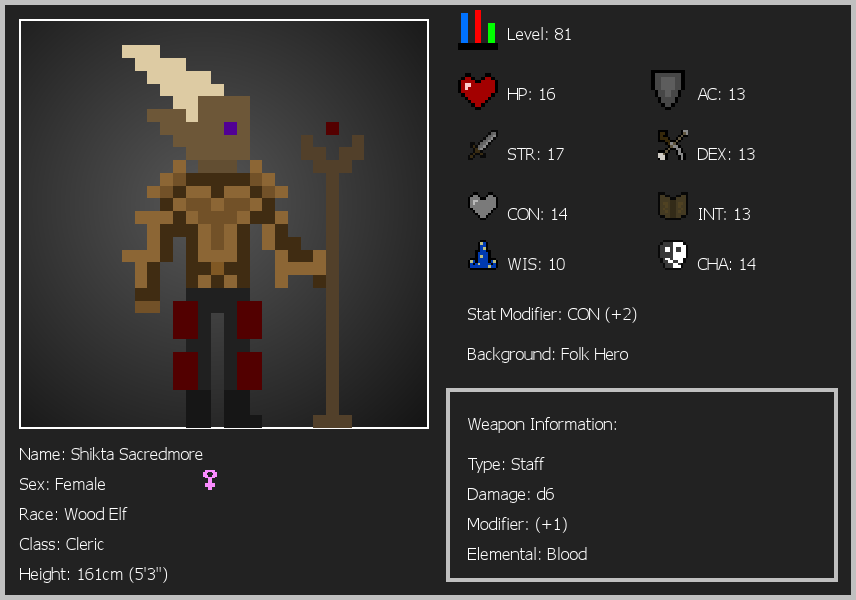 Level: 81
HP: 16
AC: 13
STR: 17
DEX: 13
CON: 14
INT: 13
WIS: 10
CHA: 14
Stat Modifier: CON (+2)
Background: Folk Hero
Weapon Information:
Type: Staff
Damage: d6
Modifier: (+1)
Elemental: Blood
Name: Shikta Sacredmore
Sex: Female
Race: Wood Elf
Class: Cleric
Height: 161cm (5'3")